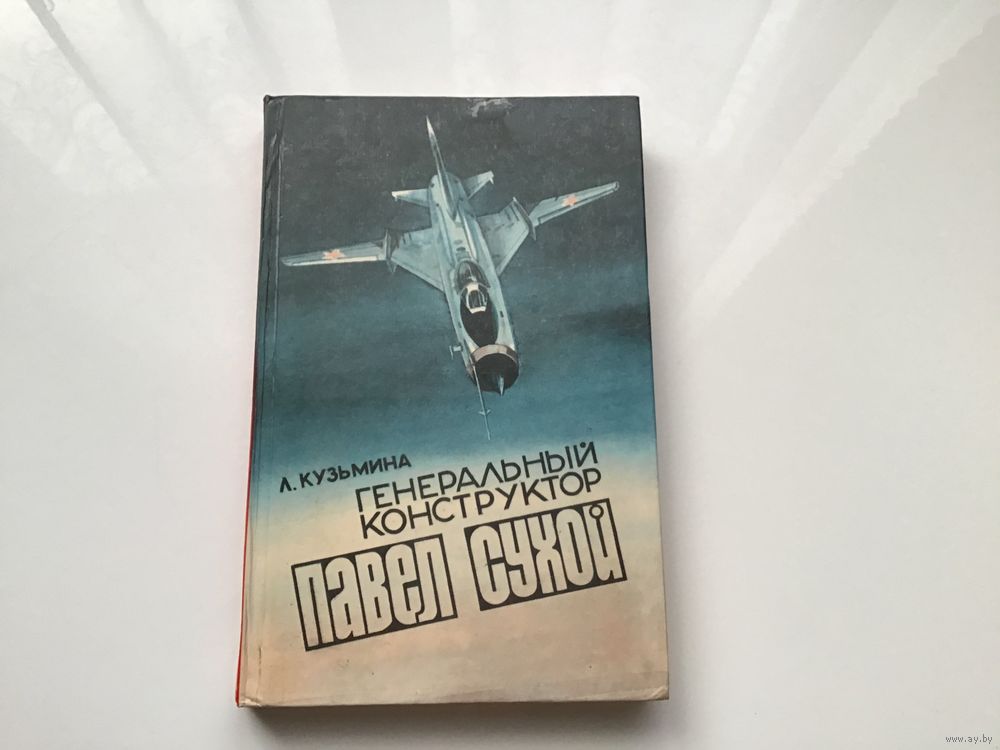 Л. КУЗЬМИНА
ГЕНЕРАЛЬНЫЙ
КОНСТРУКТОР
ПАВЕЛ СУХОЙ
www.ay.by